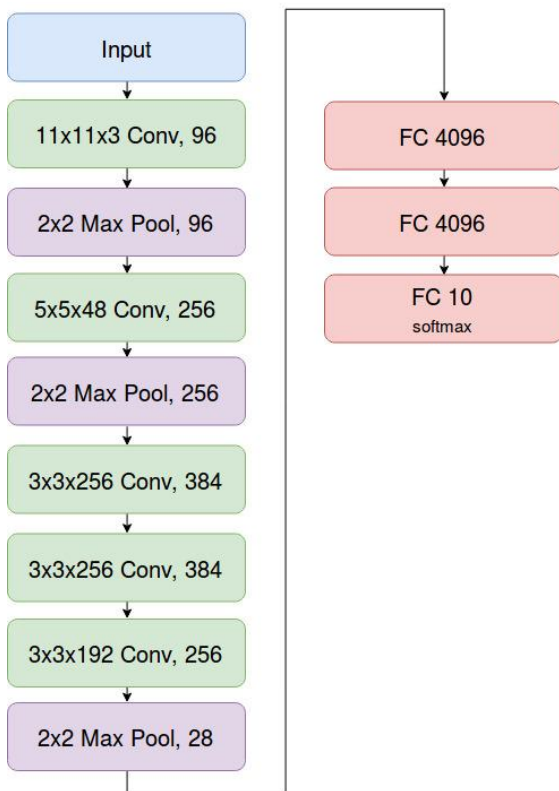 Input
11x11x3 Conv, 96
2x2 Max Pool, 96
5x5x48 Conv, 256
2x2 Max Pool, 256
3x3x256 Conv, 384
3x3x256 Conv, 384
3x3x192 Conv, 256
2x2 Max Pool, 28
FC 4096
FC 4096
FC 10
softmax